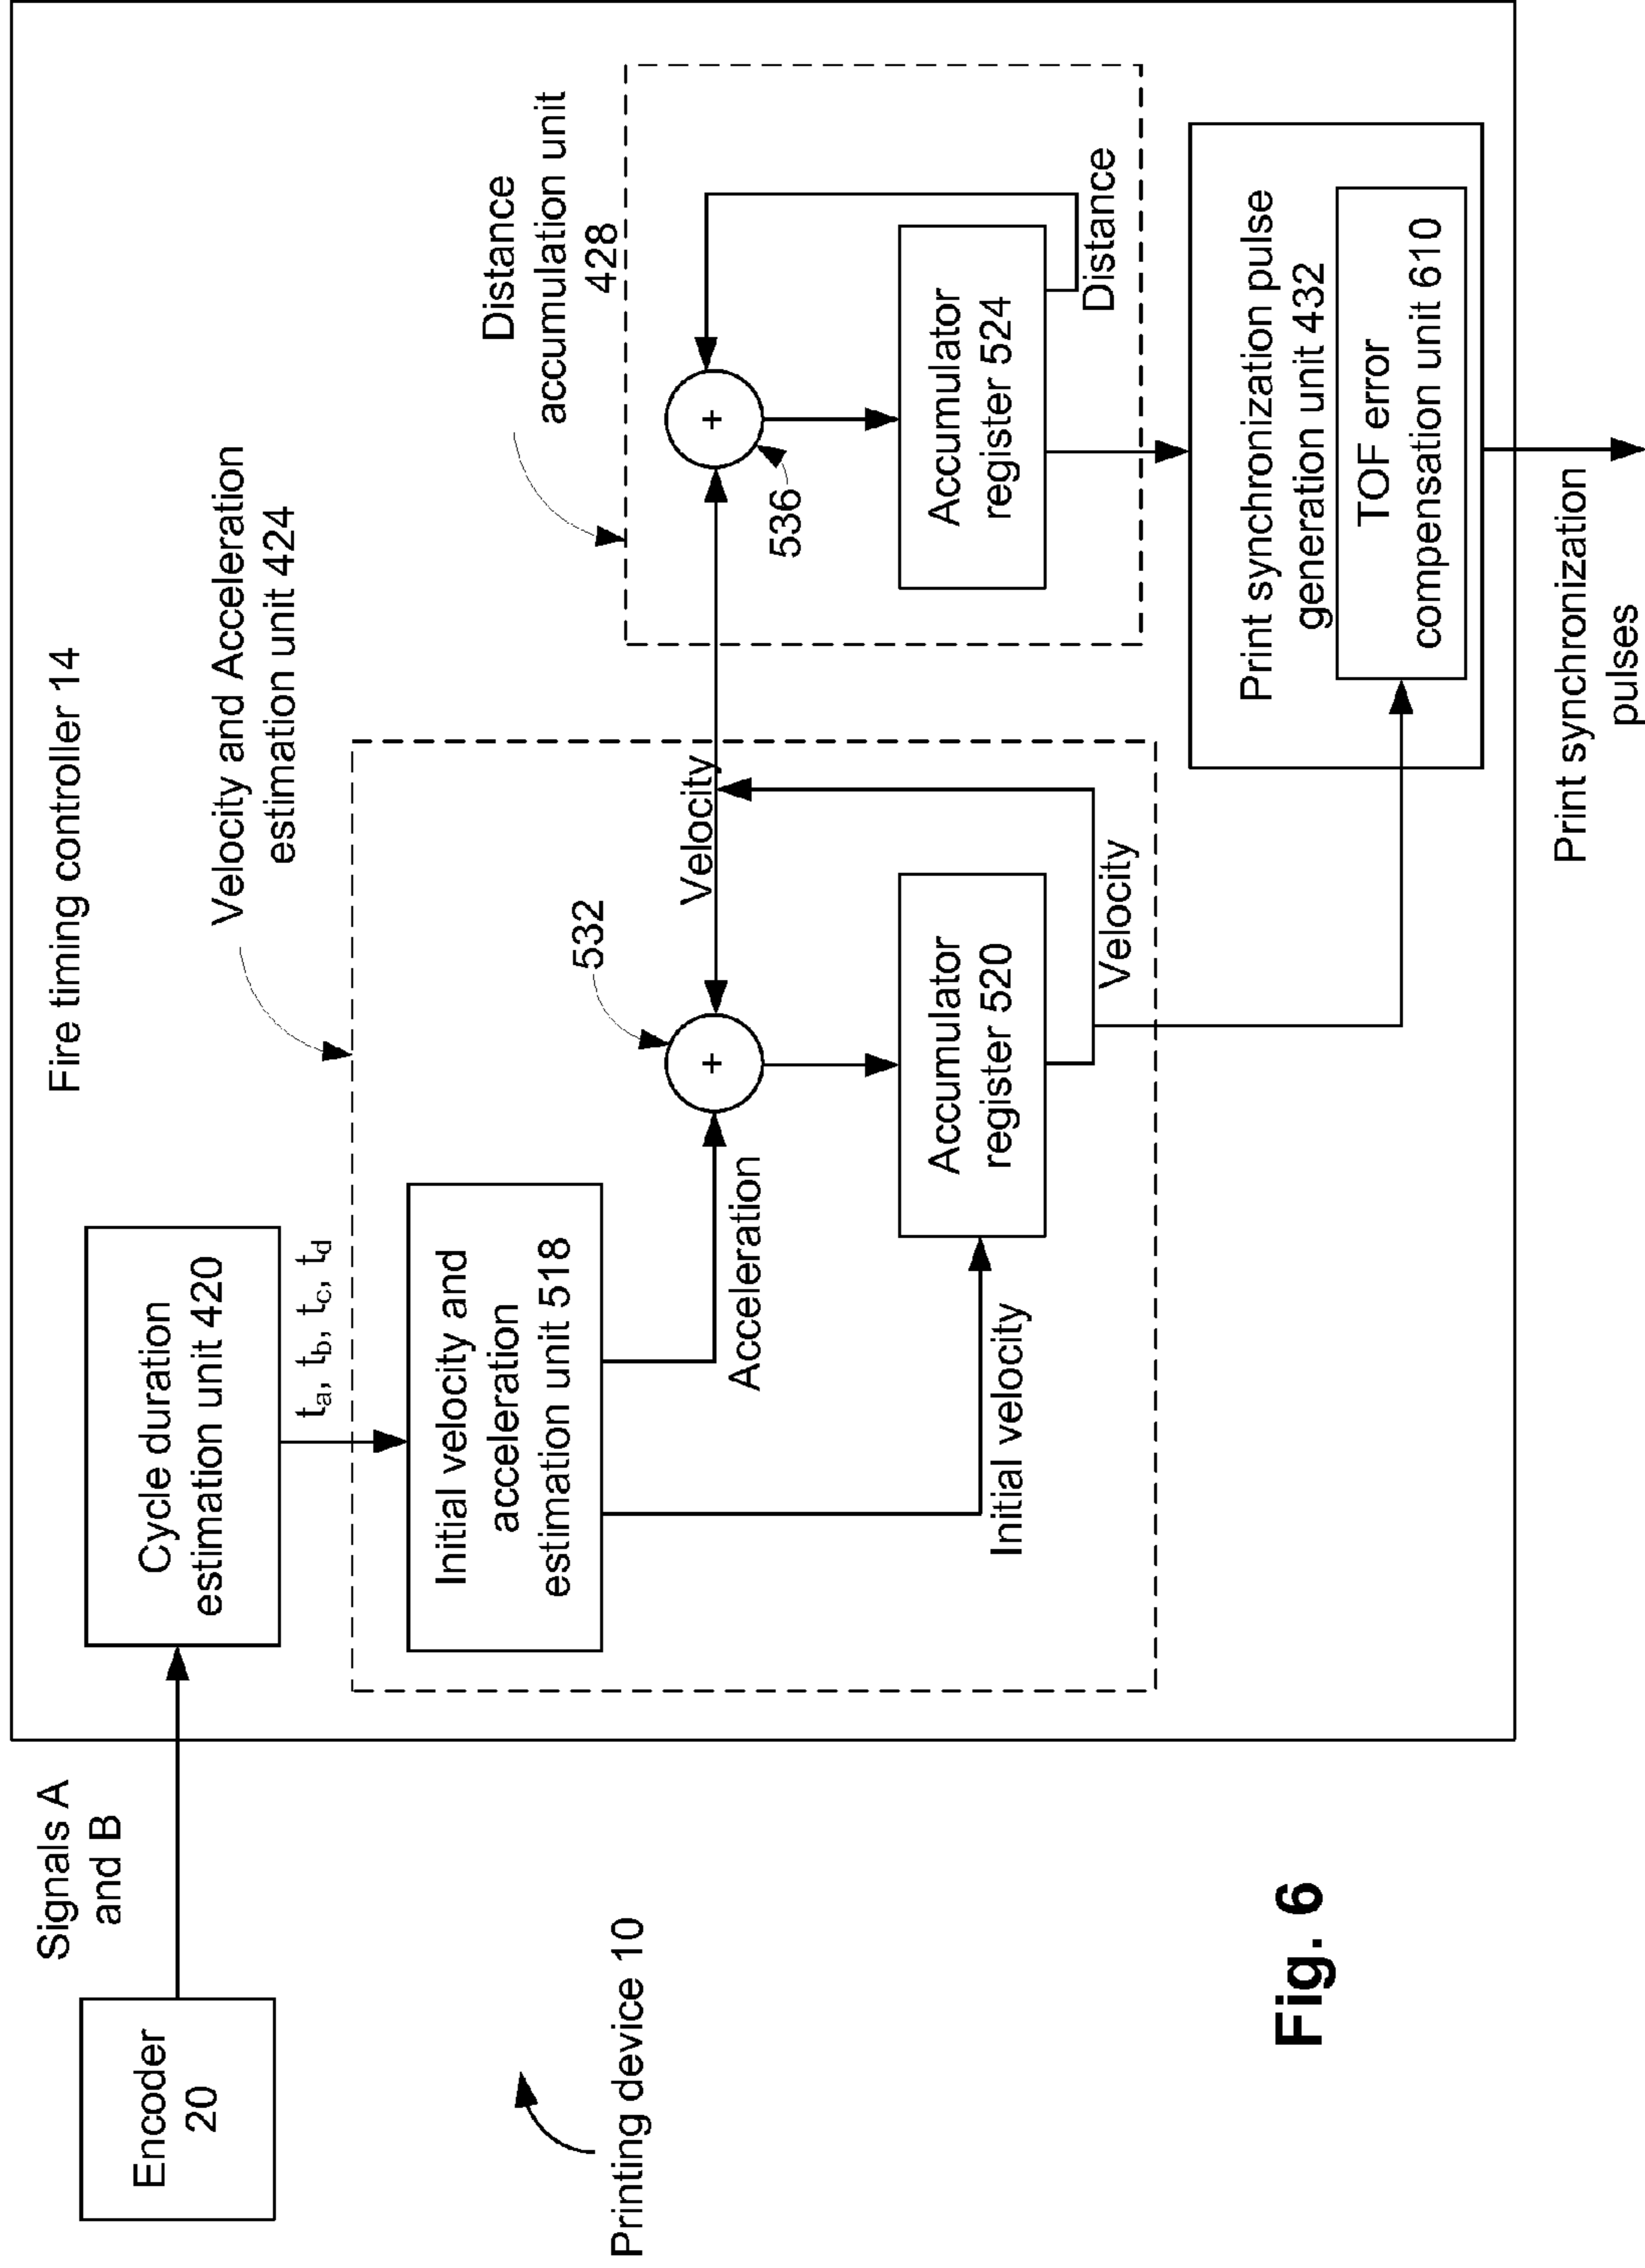 Fire timing controller 14
Signals A
and B
Encoder
20
Cycle duration
estimation unit 420
tₐ, t_b, t_c, t_d
Velocity and Acceleration
estimation unit 424
Initial velocity and
acceleration
estimation unit 518
Acceleration
Initial velocity
532
+
Velocity
Accumulator
register 520
Velocity
Distance
accumulation unit
428
+
536
Accumulator
register 524
Distance
Print synchronization pulse
generation unit 432
TOF error
compensation unit 610
Print synchronization
pulses
Printing device 10
Fig. 6